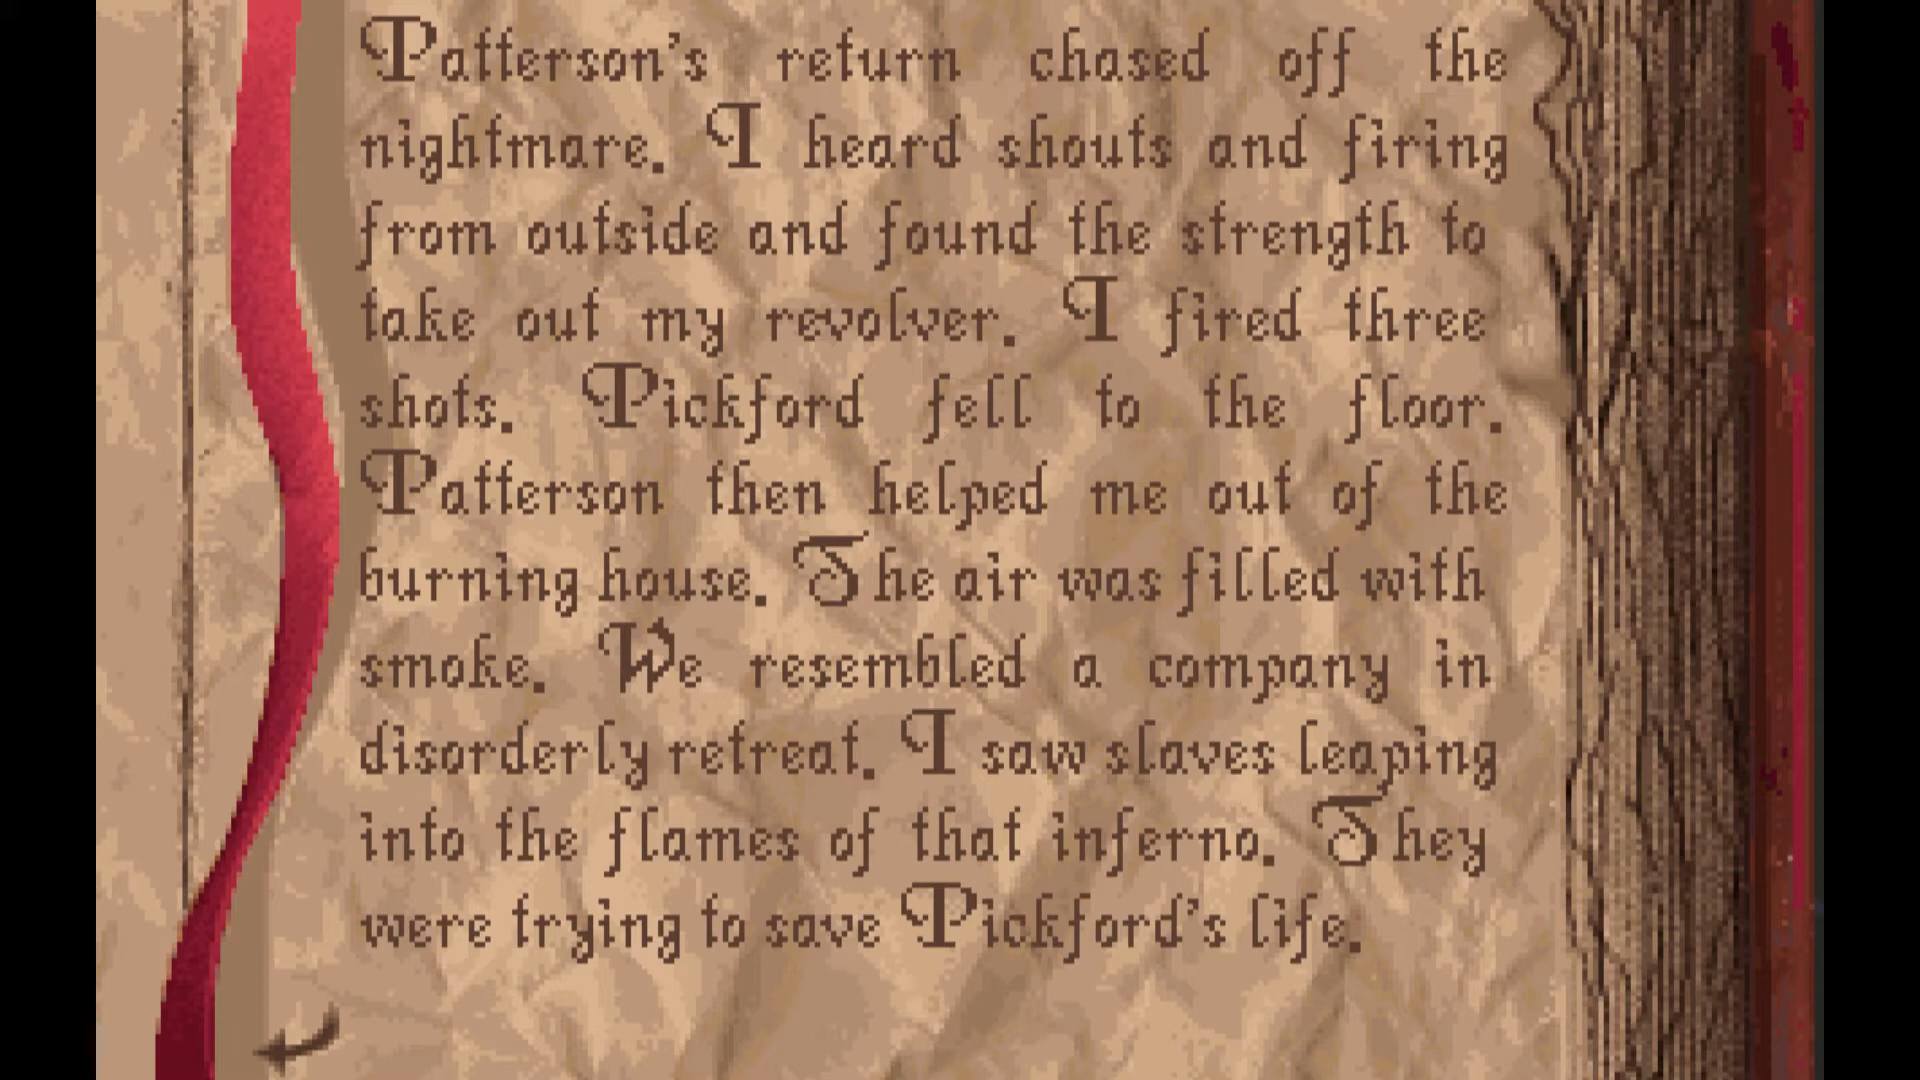 Patterson's return chased off the
nightmare. I heard shouts and firing
from outside and found the strength to
take out my revolver. I fired three
shots. Pickford fell to the floor.
Patterson then helped me out of the
burning house. The air was filled with
smoke. We resembled a company in
disorderly retreat. I saw slaves leaping
into the flames of that inferno. They
were trying to save Pickford's life.